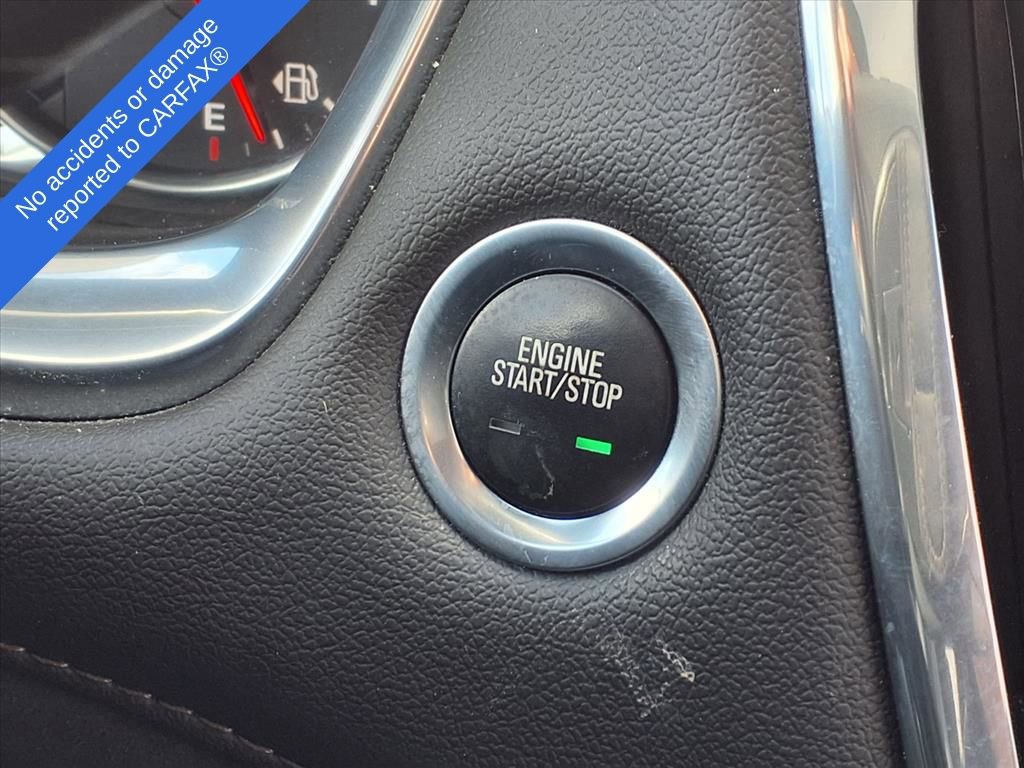 No accidents or damage
reported to CARFAX®
E
ENGINE
START/STOP